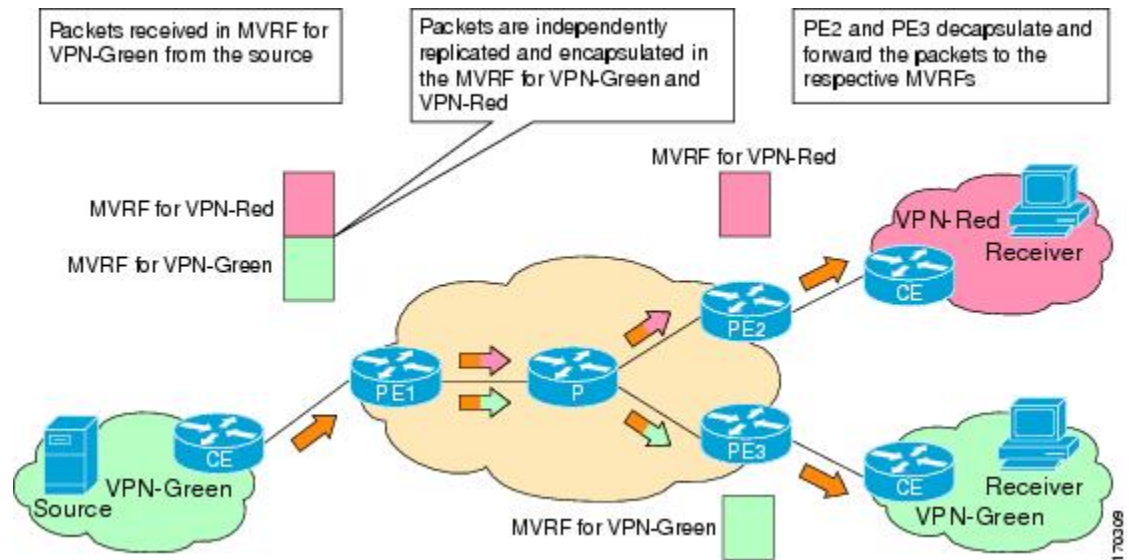 Packets received in MVRF for
VPN-Green from the source
Packets are independently
replicated and encapsulated in
the MVRF for VPN-Green and
VPN-Red
PE2 and PE3 decapsulate and
forward the packets to the
respective MVRFs
MVRF for VPN-Red
MVRF for VPN-Green
MVRF for VPN-Red
VPN-Red
Receiver
CE
PE2
PE1
P
PE3
CE
VPN-Green
Source
CE
Receiver
VPN-Green
MVRF for VPN-Green
170309